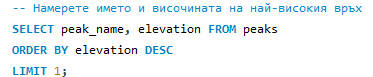 -- Намерете името и височината на най-високия връх
SELECT peak_name, elevation FROM peaks
ORDER BY elevation DESC
LIMIT 1;